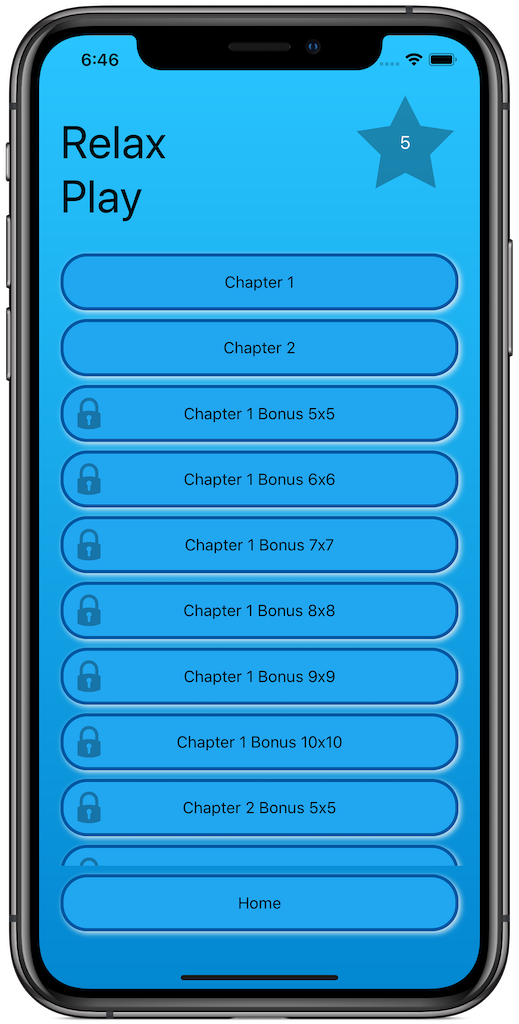 6:46
Relax
Play
5
Chapter 1
Chapter 2
Chapter 1 Bonus 5x5
Chapter 1 Bonus 6x6
Chapter 1 Bonus 7x7
Chapter 1 Bonus 8x8
Chapter 1 Bonus 9x9
Chapter 1 Bonus 10x10
Chapter 2 Bonus 5x5
Home